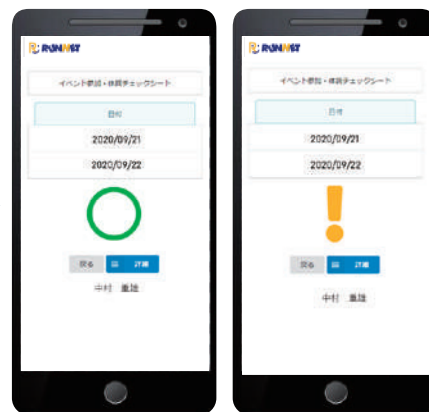 RUNNET
イベント参加・体調チェックシート
日付
2020/09/21
2020/09/22
戻る 詳細
中村 重雄
RUNNET
イベント参加・体調チェックシート
日付
2020/09/21
2020/09/22
!
戻る 詳細
中村 重雄